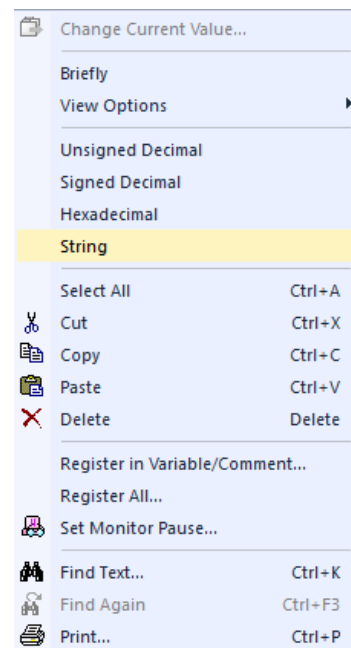 Change Current Value...
Briefly
View Options
Unsigned Decimal
Signed Decimal
Hexadecimal
String
Select All Ctrl+A
Cut Ctrl+X
Copy Ctrl+C
Paste Ctrl+V
Delete Delete
Register in Variable/Comment...
Register All...
Set Monitor Pause...
Find Text... Ctrl+K
Find Again Ctrl+F3
Print... Ctrl+P